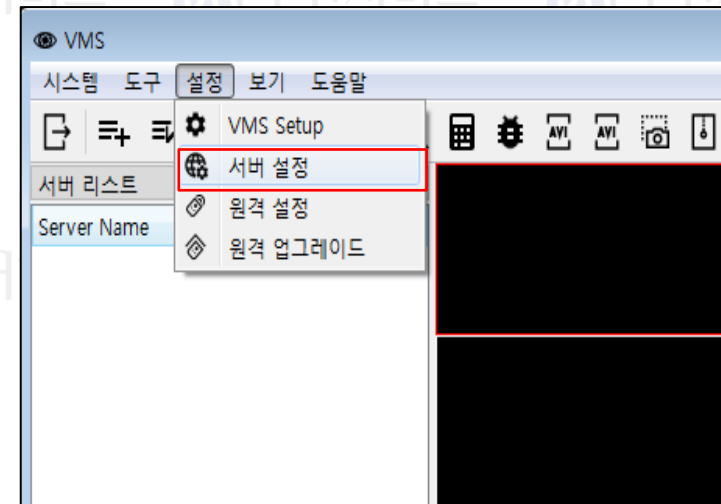 VMS
시스템 도구 설정 보기 도움말
VMS Setup
AVI AVI
서버 설정
서버 리스트
원격 설정
Server Name
원격 업그레이드